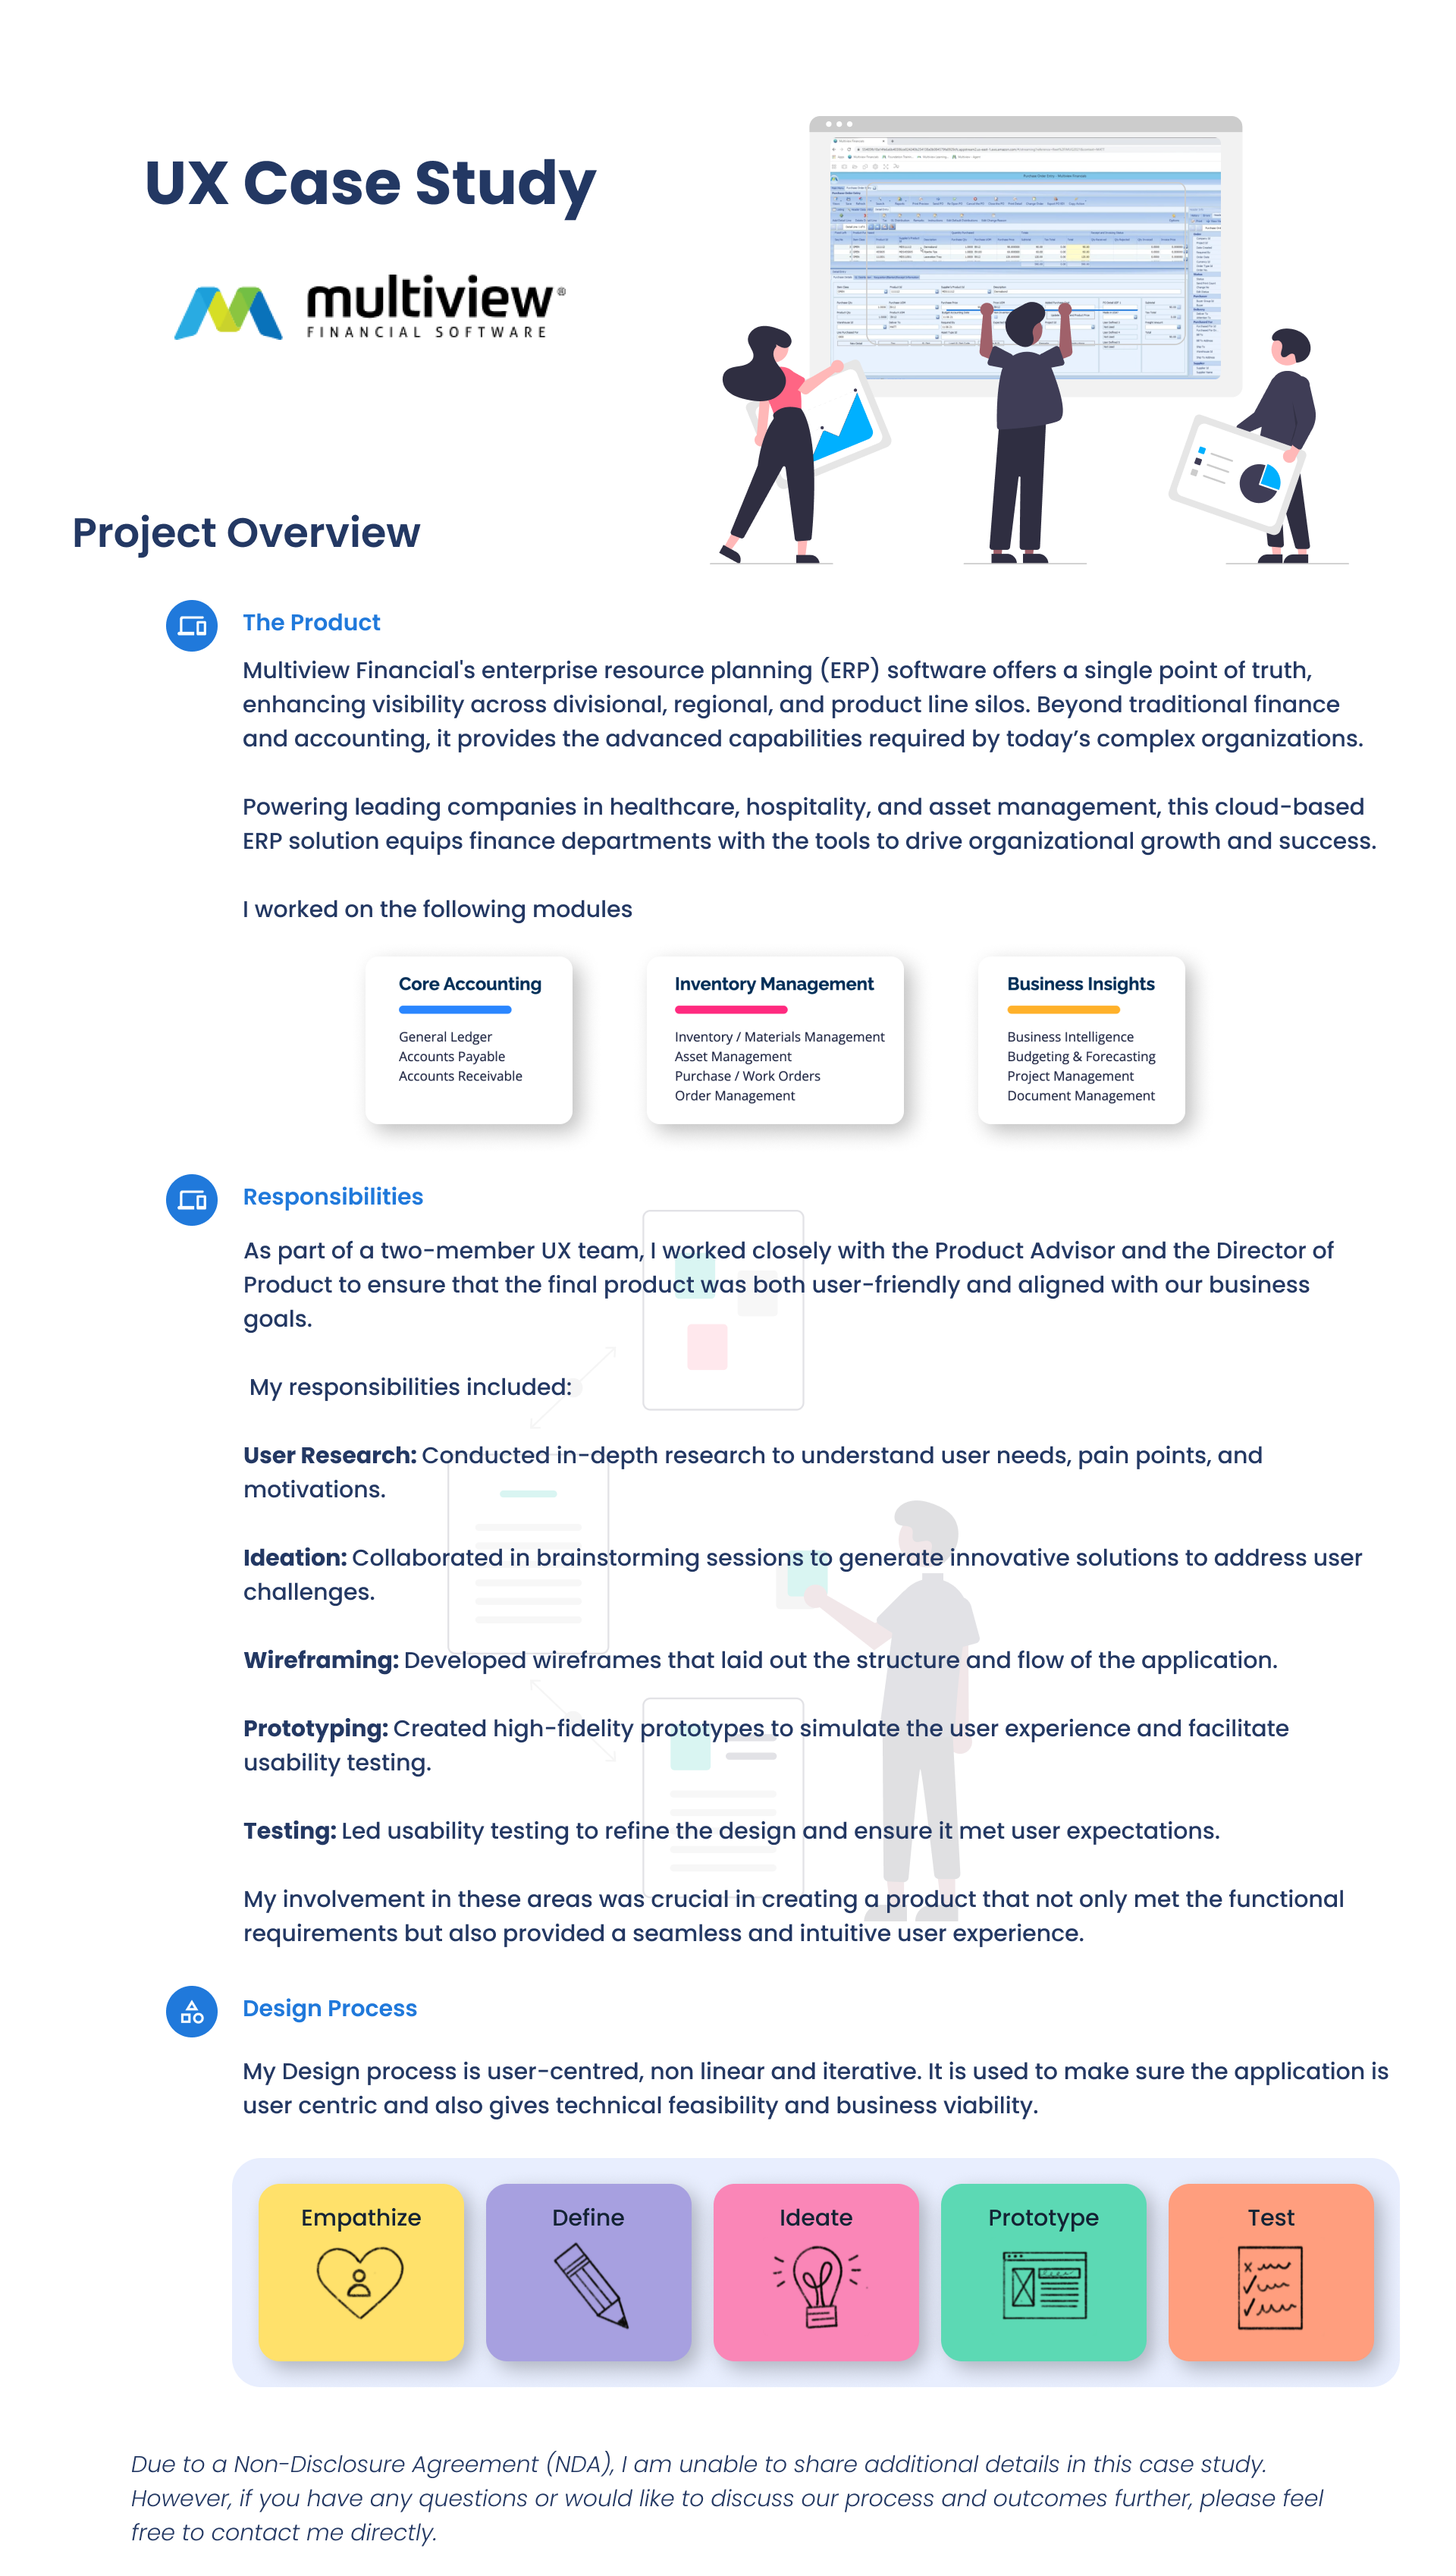 UX Case Study
multiview®
FINANCIAL SOFTWARE
Project Overview
The Product
Multiview Financial's enterprise resource planning (ERP) software offers a single point of truth,
enhancing visibility across divisional, regional, and product line silos. Beyond traditional finance
and accounting, it provides the advanced capabilities required by today’s complex organizations.
Powering leading companies in healthcare, hospitality, and asset management, this cloud-based
ERP solution equips finance departments with the tools to drive organizational growth and success.
I worked on the following modules
Core Accounting
General Ledger
Accounts Payable
Accounts Receivable
Inventory Management
Inventory / Materials Management
Asset Management
Purchase / Work Orders
Order Management
Business Insights
Business Intelligence
Budgeting & Forecasting
Project Management
Document Management
Responsibilities
As part of a two-member UX team, I worked closely with the Product Advisor and the Director of
Product to ensure that the final product was both user-friendly and aligned with our business
goals.
My responsibilities included:
User Research: Conducted in-depth research to understand user needs, pain points, and
motivations.
Ideation: Collaborated in brainstorming sessions to generate innovative solutions to address user
challenges.
Wireframing: Developed wireframes that laid out the structure and flow of the application.
Prototyping: Created high-fidelity prototypes to simulate the user experience and facilitate
usability testing.
Testing: Led usability testing to refine the design and ensure it met user expectations.
My involvement in these areas was crucial in creating a product that not only met the functional
requirements but also provided a seamless and intuitive user experience.
Design Process
My Design process is user-centred, non linear and iterative. It is used to make sure the application is
user centric and also gives technical feasibility and business viability.
Empathize
Define
Ideate
Prototype
Test
Due to a Non-Disclosure Agreement (NDA), I am unable to share additional details in this case study.
However, if you have any questions or would like to discuss our process and outcomes further, please feel
free to contact me directly.